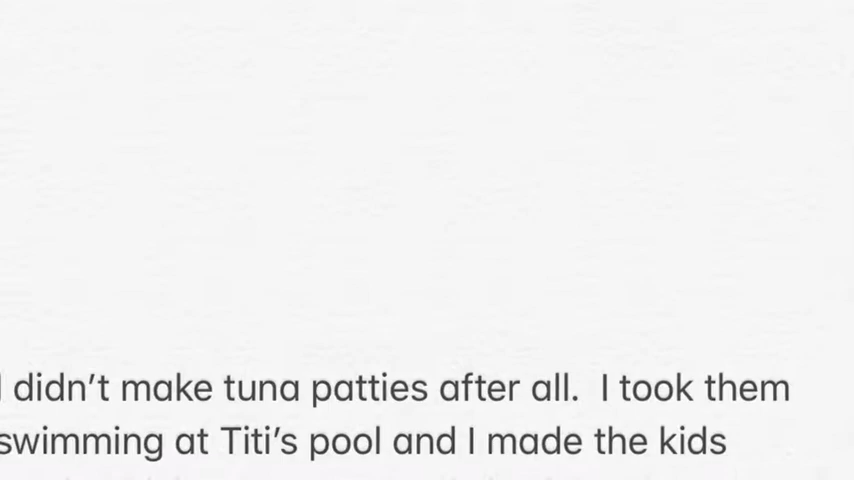 I didn't make tuna patties after all.  I took them
swimming at Titi's pool and I made the kids